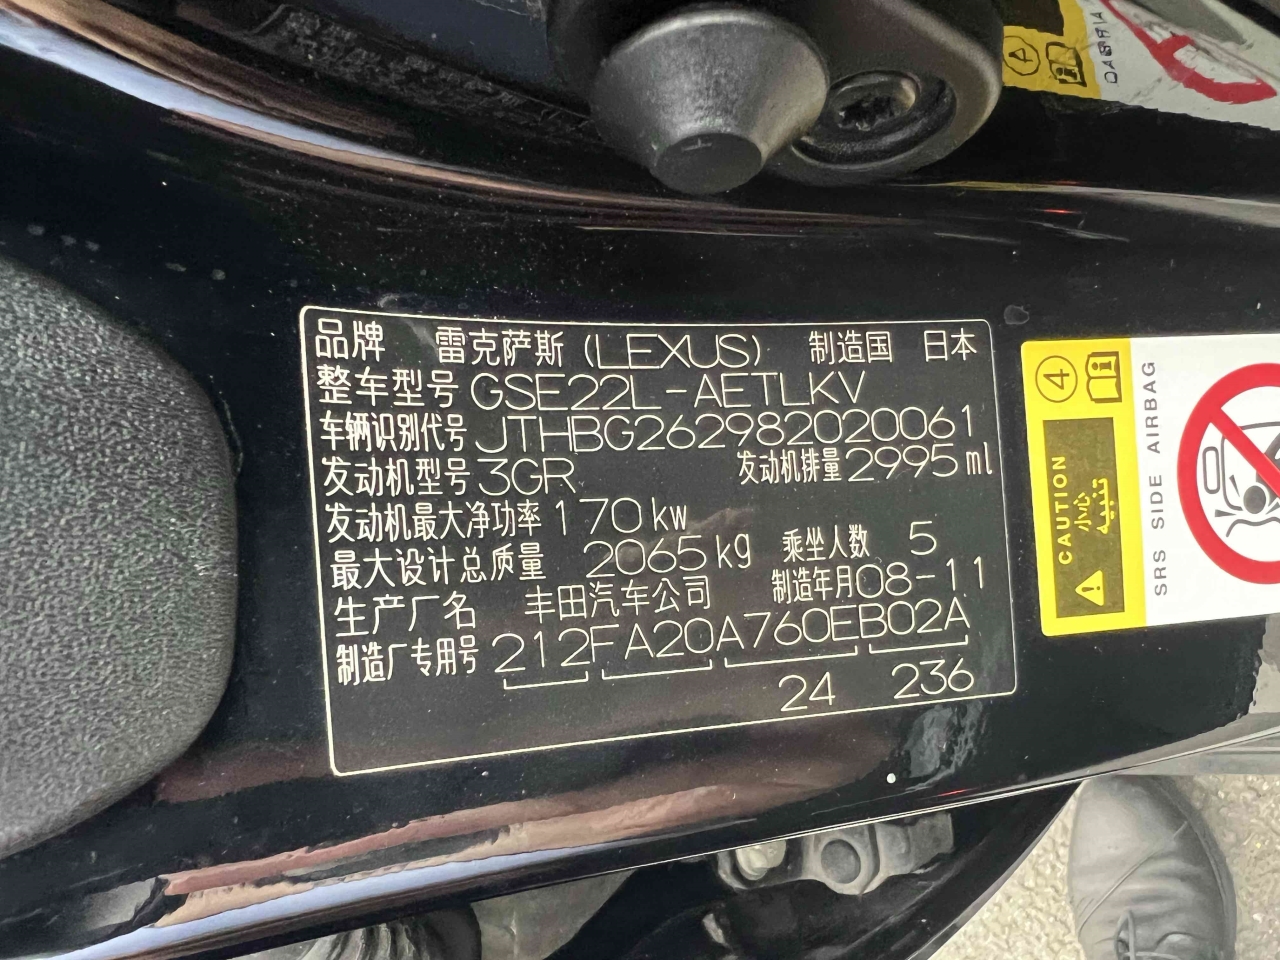 品牌 雷克萨斯 (LEXUS) 制造国 日本
整车型号 GSE22L-AETLKV
车辆识别代号 JTHBG262982020061
发动机型号 3GR 发动机排量 2995 ml
发动机最大净功率 170 kw
最大设计总质量 2065 kg 乘坐人数 5
生产厂名 丰田汽车公司 制造年月 08-11
制造厂专用号 212FA20A760EB02A
24 236
4
CAUTION
小心
تنبيه
SRS SIDE AIRBAG